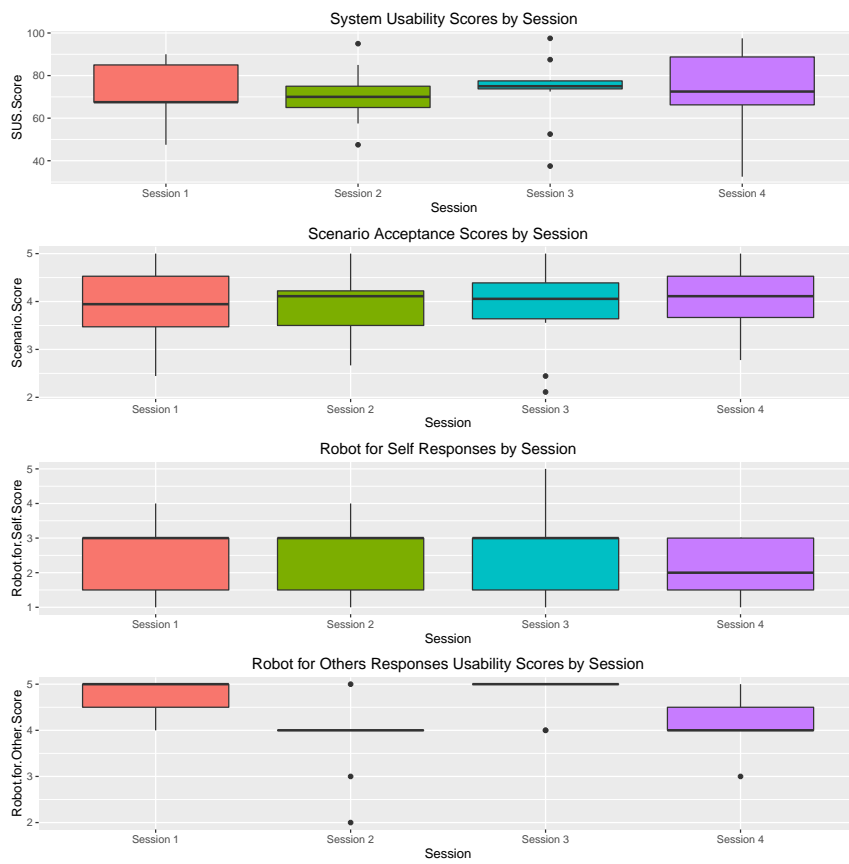 System Usability Scores by Session
100
80
60
40
SUS.Score
Session 1 Session 2 Session 3 Session 4
Session
Scenario Acceptance Scores by Session
5
4
3
2
Scenario.Score
Session 1 Session 2 Session 3 Session 4
Session
Robot for Self Responses by Session
5
4
3
2
1
Robot.for.Self.Score
Session 1 Session 2 Session 3 Session 4
Session
Robot for Others Responses Usability Scores by Session
5
4
3
2
Robot.for.Other.Score
Session 1 Session 2 Session 3 Session 4
Session